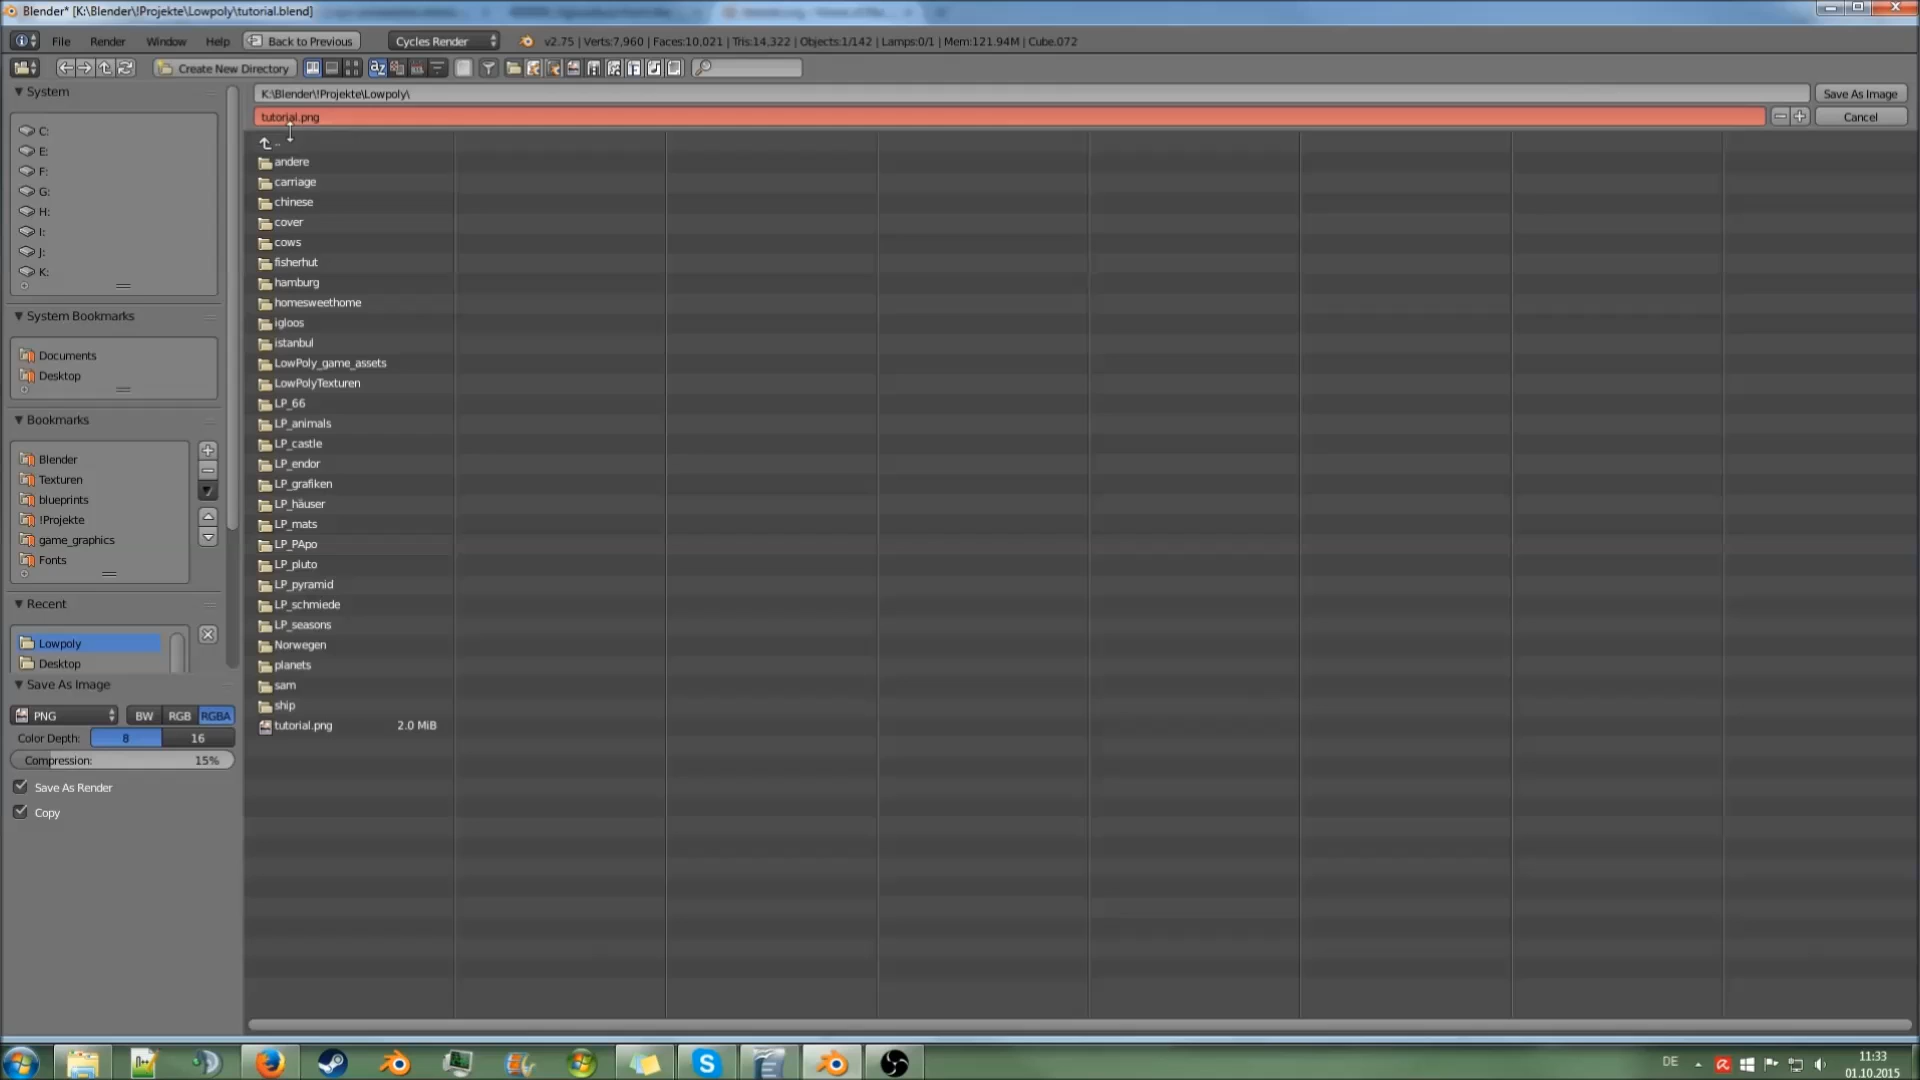 Blender* [K:\Blender\!Projekte\Lowpoly\tutorial.blend]
File Render Window Help Back to Previous Cycles Render v2.75 | Verts:7,960 | Faces:10,021 | Tris:14,322 | Objects:1/142 | Lamps:0/1 | Mem:121.94M | Cube.072
Create New Directory
System
K:\Blender\!Projekte\Lowpoly\ Save As Image
tutorial.png Cancel
C:
E:
F:
G:
H:
I:
J:
K:
System Bookmarks
Documents
Desktop
Bookmarks
Blender
Texturen
blueprints
!Projekte
game_graphics
Fonts
Recent
Lowpoly
Desktop
Save As Image
PNG BW RGB RGBA
Color Depth: 8 16
Compression: 15%
Save As Render
Copy
..
andere
carriage
chinese
cover
cows
fisherhut
hamburg
homesweethome
igloos
istanbul
LowPoly_game_assets
LowPolyTexturen
LP_66
LP_animals
LP_castle
LP_endor
LP_grafiken
LP_häuser
LP_mats
LP_PApo
LP_pluto
LP_pyramid
LP_schmiede
LP_seasons
Norwegen
planets
sam
ship
tutorial.png 2.0 MiB
DE 11:33
01.10.2015